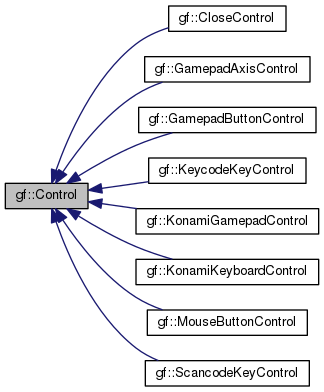 gf::CloseControl
gf::GamepadAxisControl
gf::GamepadButtonControl
gf::KeycodeKeyControl
gf::Control
gf::KonamiGamepadControl
gf::KonamiKeyboardControl
gf::MouseButtonControl
gf::ScancodeKeyControl